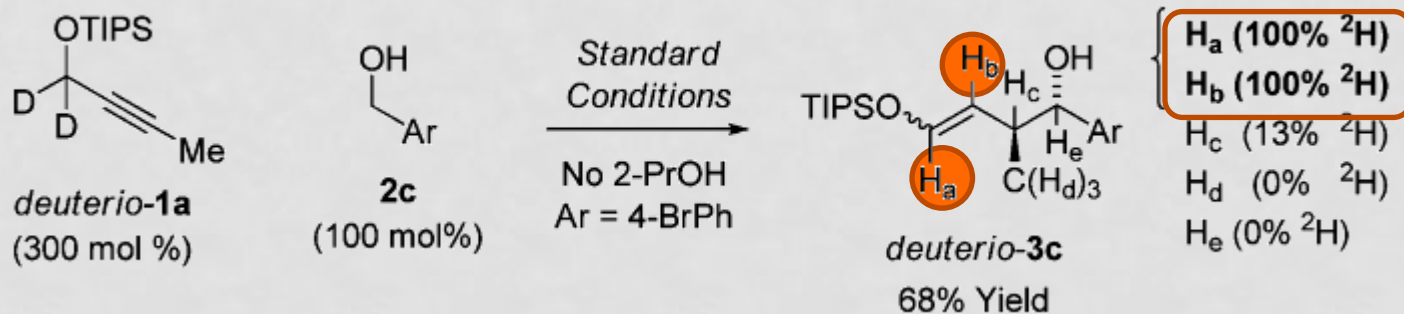 OTIPS
D
D
Me
deuterio-1a
(300 mol %)
OH
Ar
2c
(100 mol%)
Standard
Conditions
No 2-PrOH
Ar = 4-BrPh
TIPSO
Hb
Hc
OH
Ar
He
Ha
C(Hd)3
deuterio-3c
68% Yield
Ha (100% ²H)
Hb (100% ²H)
Hc (13% ²H)
Hd (0% ²H)
He (0% ²H)